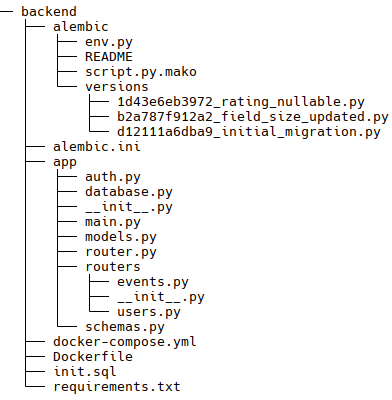 backend
alembic
env.py
README
script.py.mako
versions
1d43e6eb3972_rating_nullable.py
b2a787f912a2_field_size_updated.py
d12111a6dba9_initial_migration.py
alembic.ini
app
auth.py
database.py
__init__.py
main.py
models.py
router.py
routers
events.py
__init__.py
users.py
schemas.py
docker-compose.yml
Dockerfile
init.sql
requirements.txt